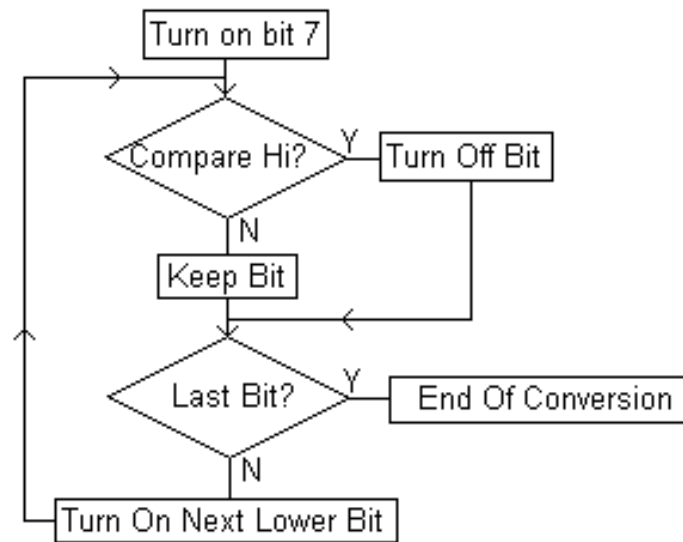 Turn on bit 7
Compare Hi?
Y
Turn Off Bit
N
Keep Bit
Last Bit?
Y
End Of Conversion
N
Turn On Next Lower Bit